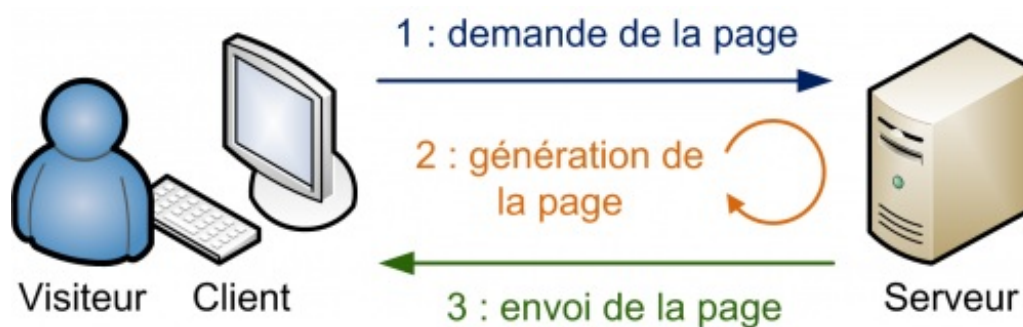 1 : demande de la page
2 : génération de
la page
3 : envoi de la page
Visiteur
Client
Serveur